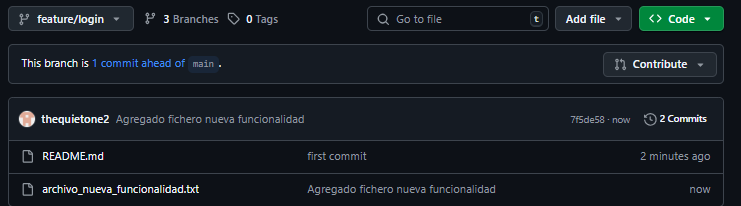 feature/login 3 Branches 0 Tags Go to file t Add file Code
This branch is 1 commit ahead of main. Contribute
thequietone2 Agregado fichero nueva funcionalidad 7f5de58 · now 2 Commits
README.md first commit 2 minutes ago
archivo_nueva_funcionalidad.txt Agregado fichero nueva funcionalidad now